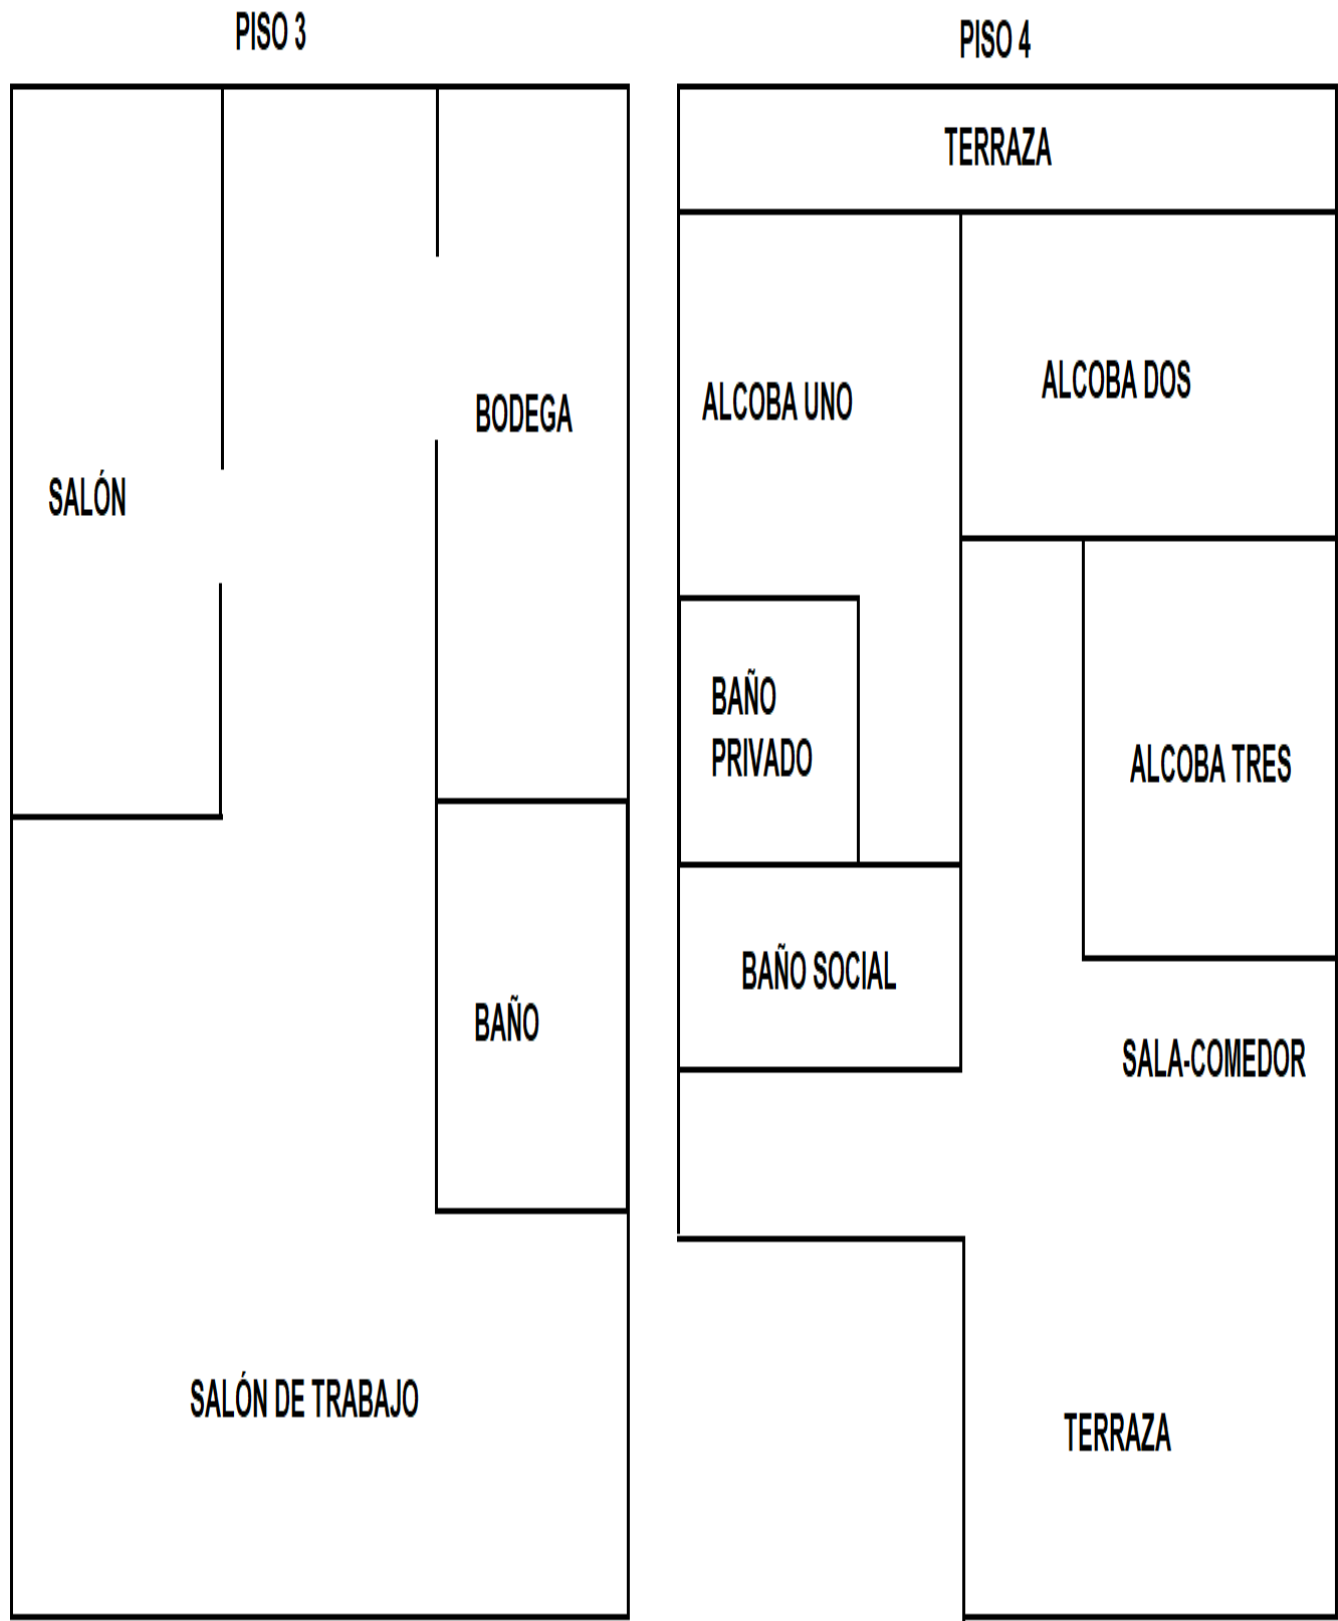 PISO 3
SALÓN
BODEGA
BAÑO
SALÓN DE TRABAJO
PISO 4
TERRAZA
ALCOBA UNO
ALCOBA DOS
BAÑO
PRIVADO
ALCOBA TRES
BAÑO SOCIAL
SALA-COMEDOR
TERRAZA